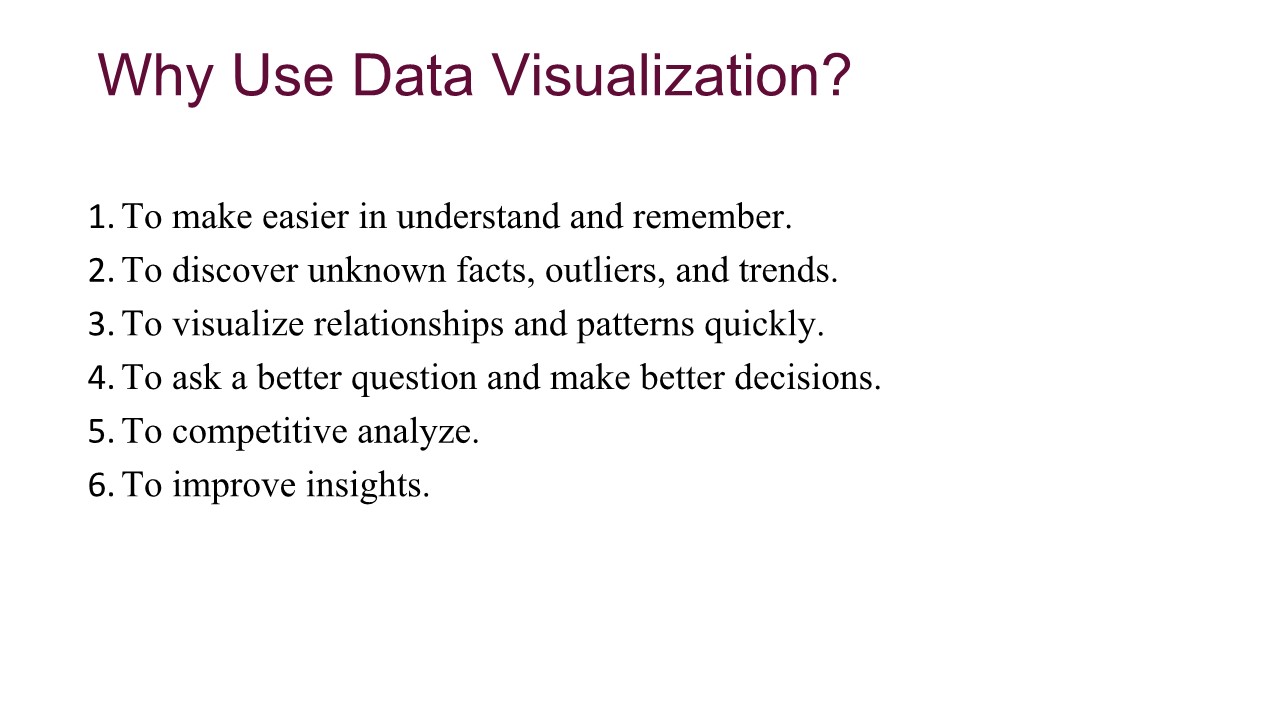 Why Use Data Visualization?
1. To make easier in understand and remember.
2. To discover unknown facts, outliers, and trends.
3. To visualize relationships and patterns quickly.
4. To ask a better question and make better decisions.
5. To competitive analyze.
6. To improve insights.